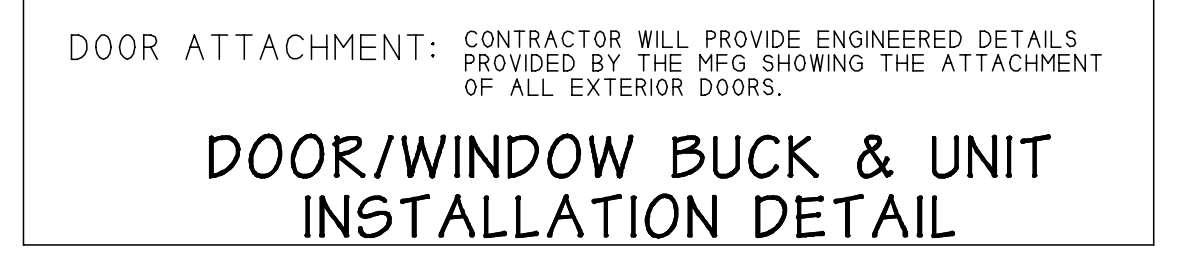 DOOR ATTACHMENT: CONTRACTOR WILL PROVIDE ENGINEERED DETAILS
PROVIDED BY THE MFG SHOWING THE ATTACHMENT
OF ALL EXTERIOR DOORS.
DOOR/WINDOW BUCK & UNIT
INSTALLATION DETAIL